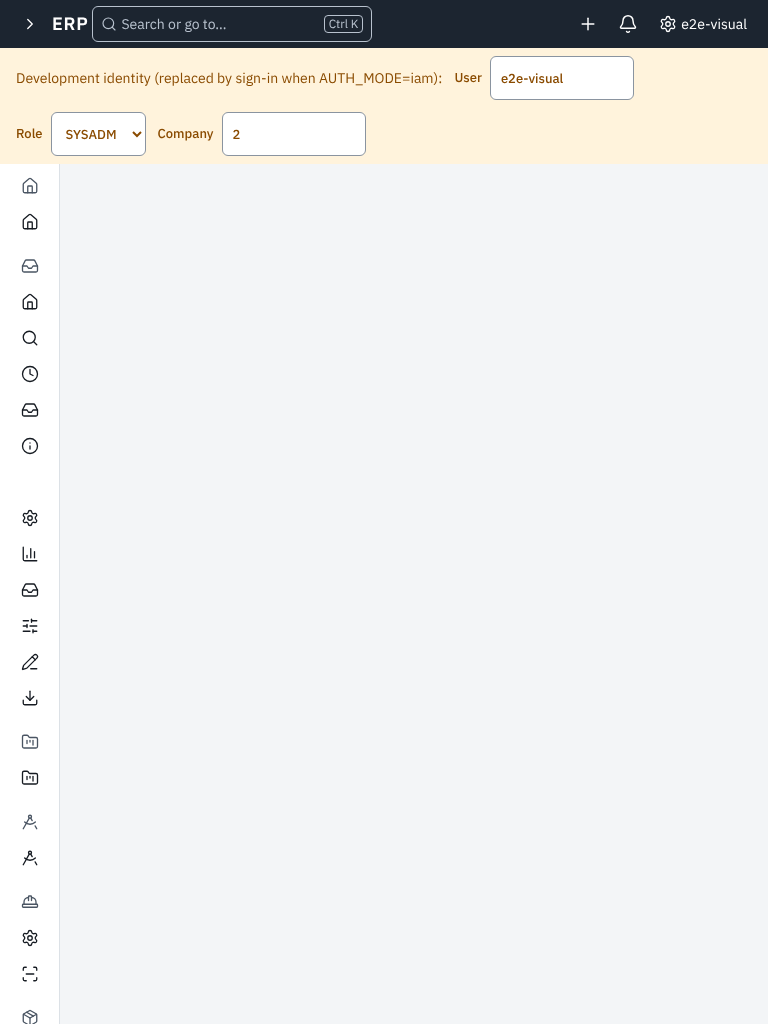 ERP Search or go to... Ctrl K e2e-visual
Development identity (replaced by sign-in when AUTH_MODE=iam): User e2e-visual
Role SYSADM Company 2